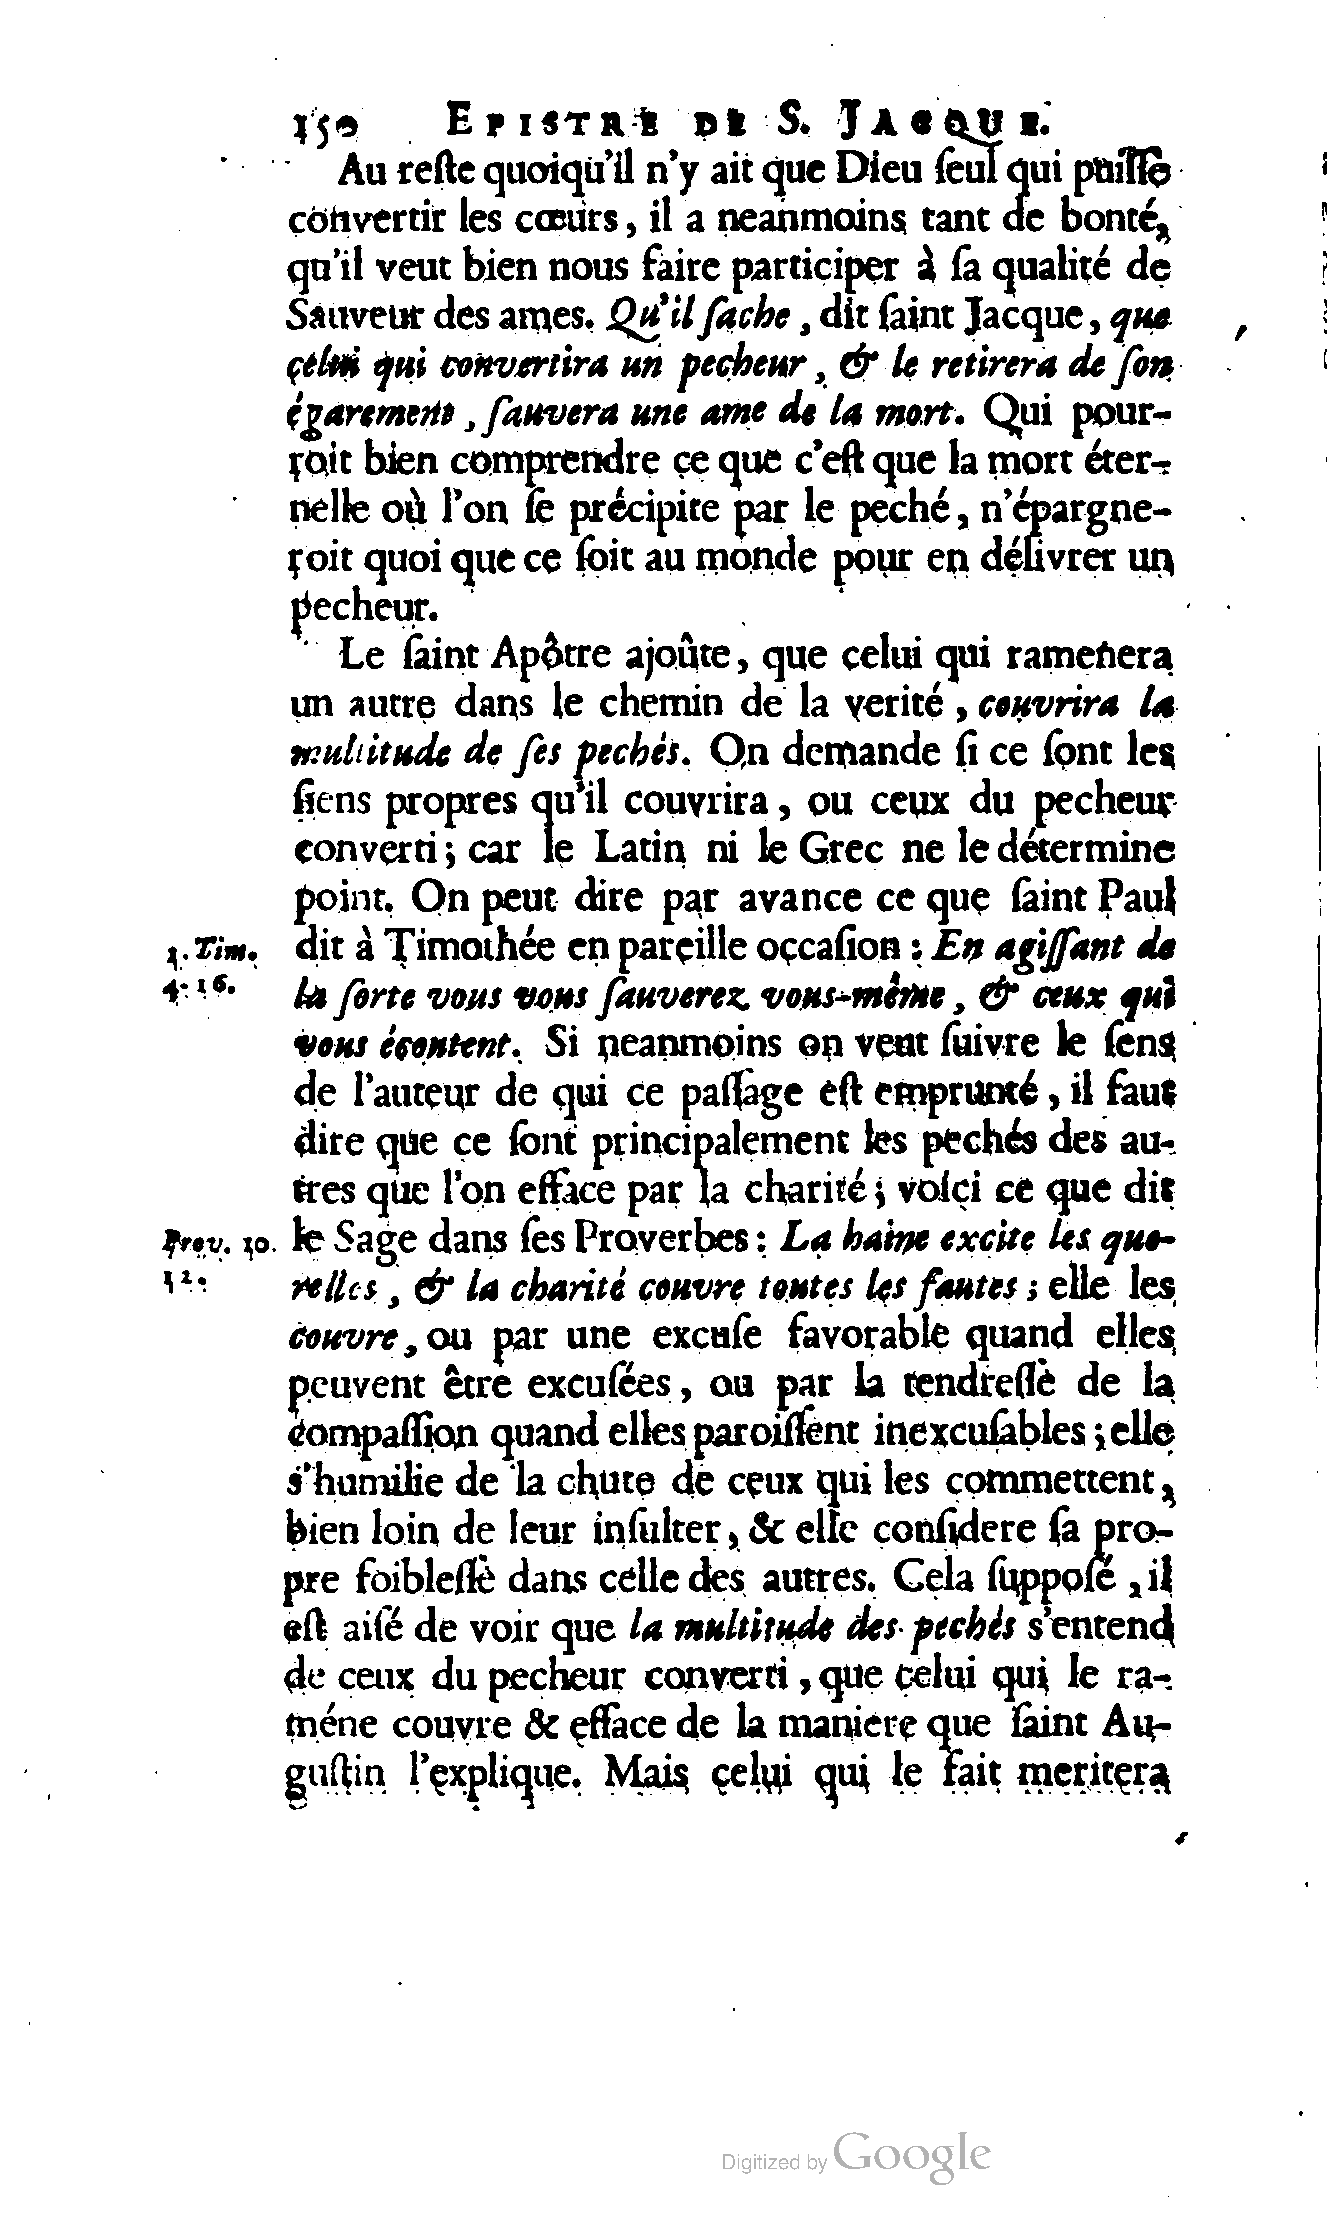 150 EPISTRE DE S. JACQUE.
Au reſte quoiqu'il n'y ait que Dieu ſeul qui puiſſe
convertir les cœurs, il a neanmoins tant de bonté,
qu'il veut bien nous faire participer à ſa qualité de
Sauveur des ames. Qu'il ſache, dit ſaint Jacque, que
celui qui convertira un pecheur, & le retirera de ſon
égarement, ſauvera une ame de la mort. Qui pour-
roit bien comprendre ce que c'eſt que la mort éter-
nelle où l'on ſe précipite par le peché, n'épargne-
roit quoi que ce ſoit au monde pour en délivrer un
pecheur.
Le ſaint Apôtre ajoûte, que celui qui ramenera
un autre dans le chemin de la verité, couvrira la
multitude de ſes pechés. On demande ſi ce ſont les
ſiens propres qu'il couvrira, ou ceux du pecheur
converti; car le Latin ni le Grec ne le détermine
point. On peut dire par avance ce que ſaint Paul
1. Tim. dit à Timothée en pareille occaſion: En agiſſant de
4. 16. la ſorte vous vous ſauverez vous-même, & ceux qui
vous écoutent. Si neanmoins on veut ſuivre le ſens
de l'auteur de qui ce paſſage eſt emprunté, il faut
dire que ce ſont principalement les pechés des au-
tres que l'on efface par la charité; voici ce que dit
Prov. 10. le Sage dans ſes Proverbes: La haine excite les que-
12. relles, & la charité couvre toutes les fautes; elle les
couvre, ou par une excuſe favorable quand elles
peuvent être excuſées, ou par la tendreſſe de la
compaſſion quand elles paroiſſent inexcuſables; elle
s'humilie de la chute de ceux qui les commettent,
bien loin de leur inſulter, & elle conſidere ſa pro-
pre foibleſſe dans celle des autres. Cela ſuppoſé, il
eſt aiſé de voir que la multitude des pechés s'entend
de ceux du pecheur converti, que celui qui le ra-
méne couvre & efface de la maniere que ſaint Au-
guſtin l'explique. Mais celui qui le fait meritera
Digitized by Google